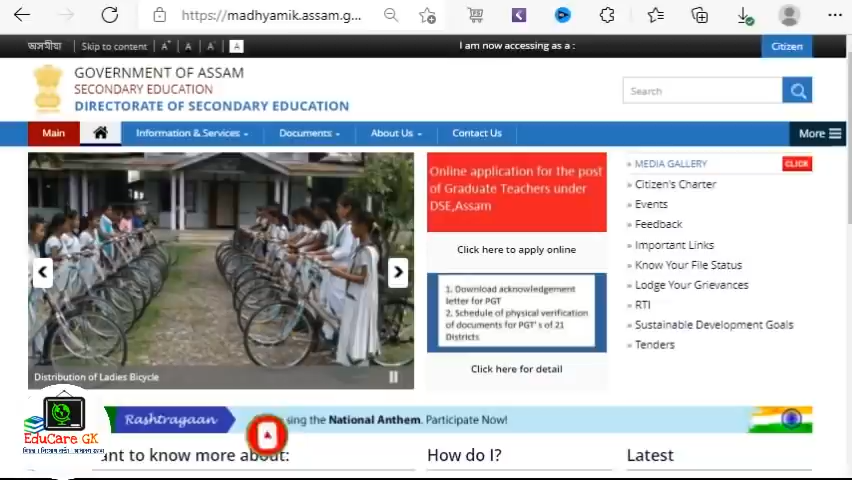 https://madhyamik.assam.g...
অসমীয়া
Skip to content
A+
A
A-
A
I am now accessing as a :
Citizen
GOVERNMENT OF ASSAM
SECONDARY EDUCATION
DIRECTORATE OF SECONDARY EDUCATION
Search
Main
Information & Services
Documents
About Us
Contact Us
More
Distribution of Ladies Bicycle
Online application for the post
of Graduate Teachers under
DSE,Assam
Click here to apply online
1. Download acknowledgement
letter for PGT
2. Schedule of physical verification
of documents for PGT' s of 21
Districts
Click here for detail
» MEDIA GALLERY
CLICK
» Citizen's Charter
» Events
» Feedback
» Important Links
» Know Your File Status
» Lodge Your Grievances
» RTI
» Sustainable Development Goals
» Tenders
EduCare GK
Rashtragaan
sing the National Anthem. Participate Now!
ant to know more about:
How do I?
Latest